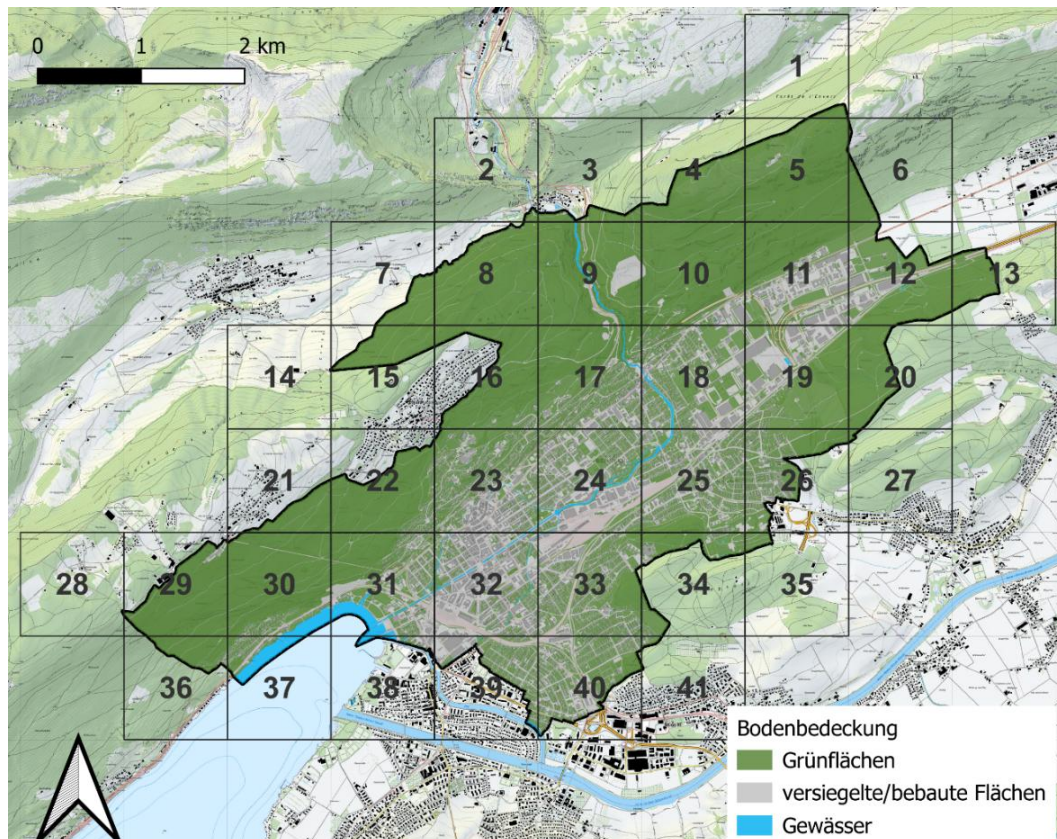 0 1 2 km
1
2 3 4 5 6
7 8 9 10 11 12 13
14 15 16 17 18 19 20
21 22 23 24 25 26 27
28 29 30 31 32 33 34 35
36 37 38 39 40 41
Bodenbedeckung
Grünflächen
versiegelte/bebaute Flächen
Gewässer